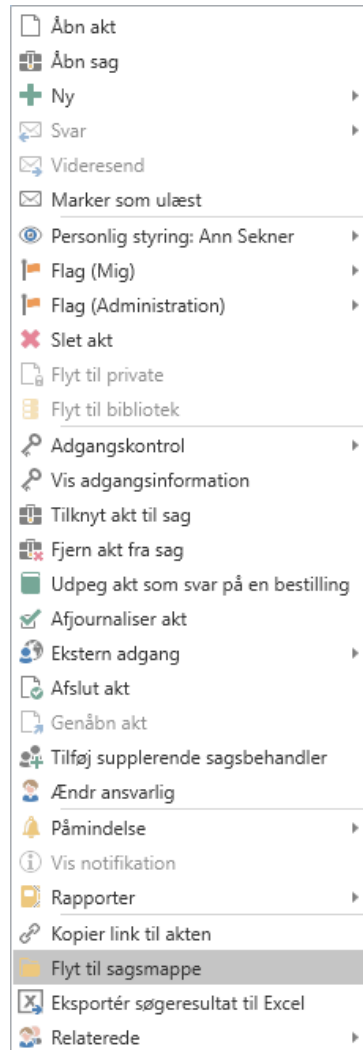 Åbn akt
Åbn sag
Ny
Svar
Videresend
Marker som ulæst
Personlig styring: Ann Sekner
Flag (Mig)
Flag (Administration)
Slet akt
Flyt til private
Flyt til bibliotek
Adgangskontrol
Vis adgangsinformation
Tilknyt akt til sag
Fjern akt fra sag
Udpeg akt som svar på en bestilling
Afjournaliser akt
Ekstern adgang
Afslut akt
Genåbn akt
Tilføj supplerende sagsbehandler
Ændr ansvarlig
Påmindelse
Vis notifikation
Rapporter
Kopier link til akten
Flyt til sagsmappe
Eksportér søgeresultat til Excel
Relaterede